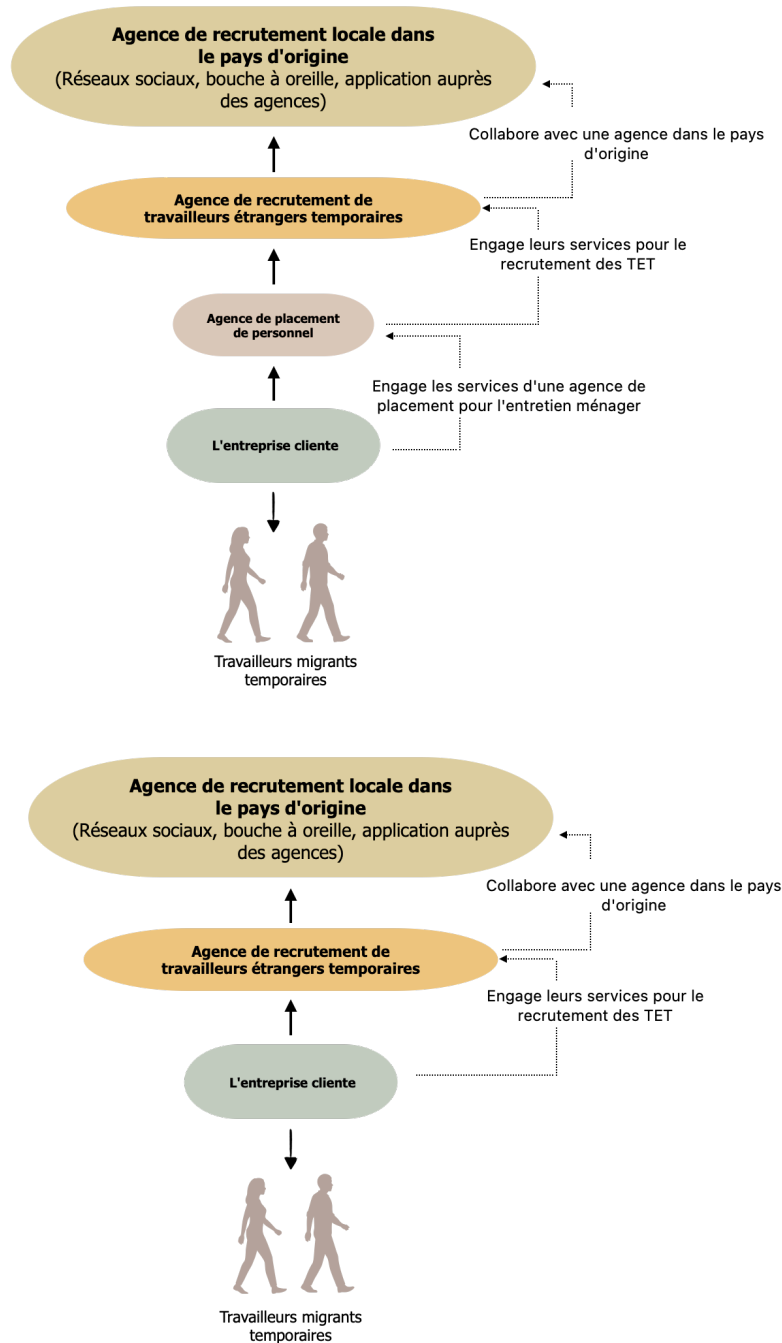 Agence de recrutement locale dans
le pays d'origine
(Réseaux sociaux, bouche à oreille, application auprès
des agences)
Collabore avec une agence dans le pays
d'origine
Agence de recrutement de
travailleurs étrangers temporaires
Engage leurs services pour le
recrutement des TET
Agence de placement
de personnel
Engage les services d'une agence de
placement pour l'entretien ménager
L'entreprise cliente
Travailleurs migrants
temporaires
Agence de recrutement locale dans
le pays d'origine
(Réseaux sociaux, bouche à oreille, application auprès
des agences)
Collabore avec une agence dans le pays
d'origine
Agence de recrutement de
travailleurs étrangers temporaires
Engage leurs services pour le
recrutement des TET
L'entreprise cliente
Travailleurs migrants
temporaires